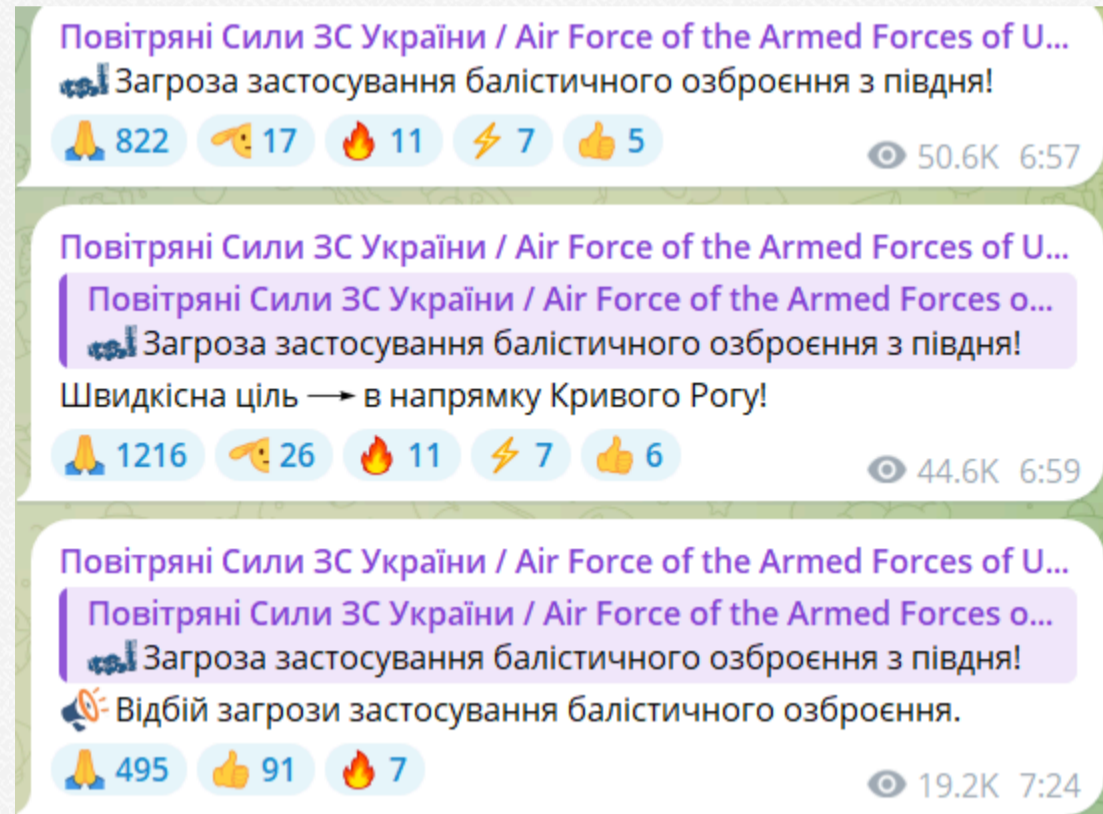 Повітряні Сили ЗС України / Air Force of the Armed Forces of U...
Загроза застосування балістичного озброєння з півдня!
🙏 822 🫡 17 🔥 11 ⚡ 7 👍 5
50.6K 6:57
Повітряні Сили ЗС України / Air Force of the Armed Forces of U...
Повітряні Сили ЗС України / Air Force of the Armed Forces o...
Загроза застосування балістичного озброєння з півдня!
Швидкісна ціль ⟶ в напрямку Кривого Рогу!
🙏 1216 🫡 26 🔥 11 ⚡ 7 👍 6
44.6K 6:59
Повітряні Сили ЗС України / Air Force of the Armed Forces of U...
Повітряні Сили ЗС України / Air Force of the Armed Forces o...
Загроза застосування балістичного озброєння з півдня!
Відбій загрози застосування балістичного озброєння.
🙏 495 👍 91 🔥 7
19.2K 7:24